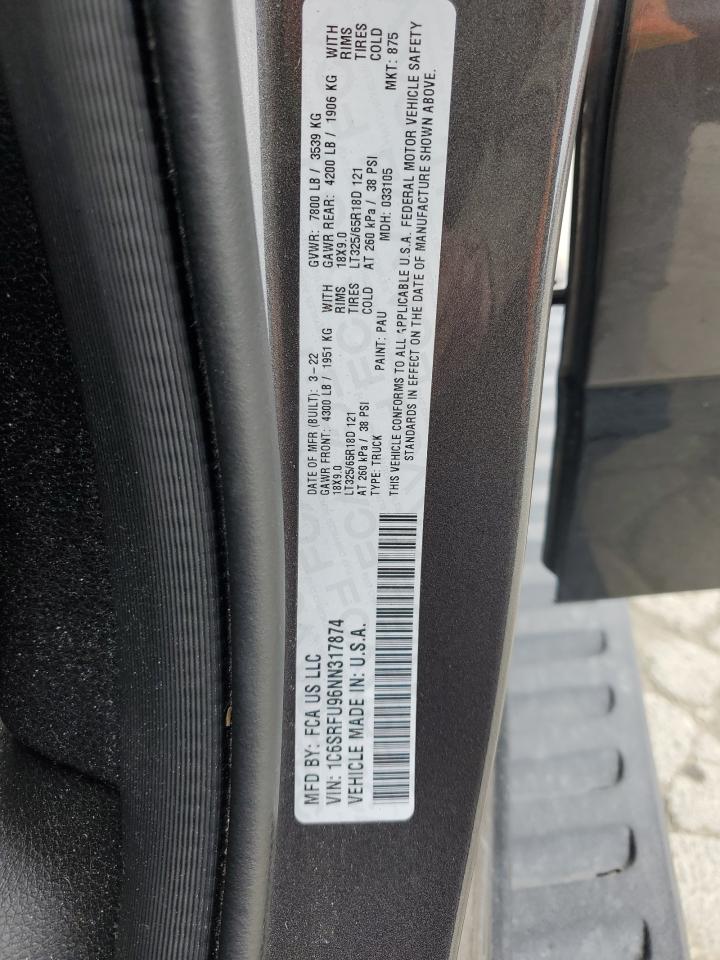 MFD BY: FCA US LLC
VIN: 1C6SRFU96NN317874
VEHICLE MADE IN: U.S.A.
DATE OF MFR (BUILT): 3-22 GVWR: 7800 LB / 3539 KG
GAWR FRONT: 4300 LB / 1951 KG WITH GAWR REAR: 4200 LB / 1906 KG WITH
18X9.0 RIMS 18X9.0 RIMS
LT325/65R18D 121 TIRES LT325/65R18D 121 TIRES
AT 260 kPa / 38 PSI COLD AT 260 kPa / 38 PSI COLD
TYPE: TRUCK PAINT: PAU MDH: 033105 MKT: 875
THIS VEHICLE CONFORMS TO ALL APPLICABLE U.S.A. FEDERAL MOTOR VEHICLE SAFETY
STANDARDS IN EFFECT ON THE DATE OF MANUFACTURE SHOWN ABOVE.